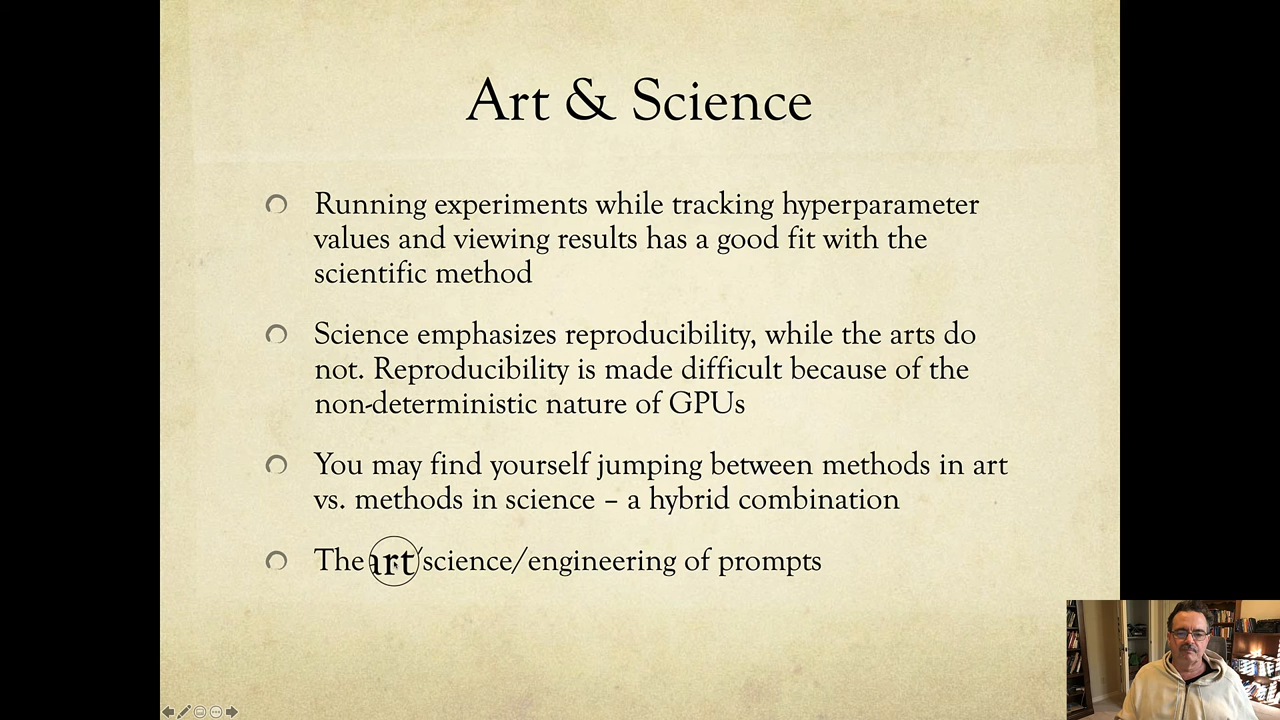 Art & Science
Running experiments while tracking hyperparameter
values and viewing results has a good fit with the
scientific method
Science emphasizes reproducibility, while the arts do
not. Reproducibility is made difficult because of the
non-deterministic nature of GPUs
You may find yourself jumping between methods in art
vs. methods in science – a hybrid combination
The art/science/engineering of prompts